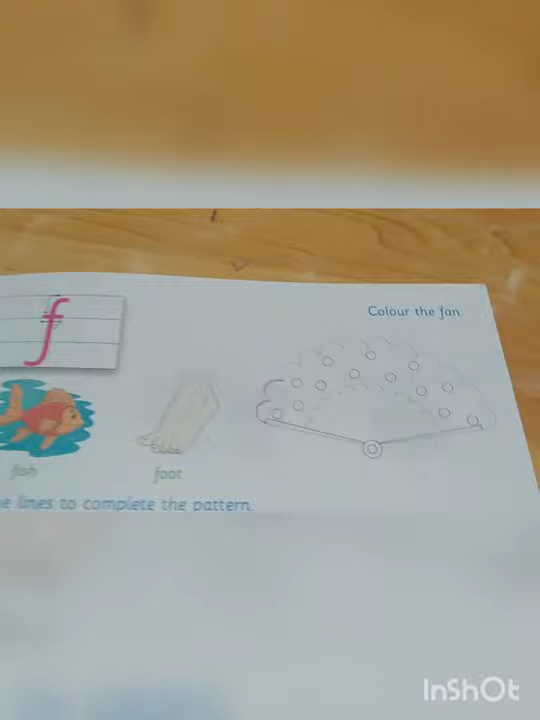 Colour the fan.
f
fish
foot
e lines to complete the pattern.
InShOt